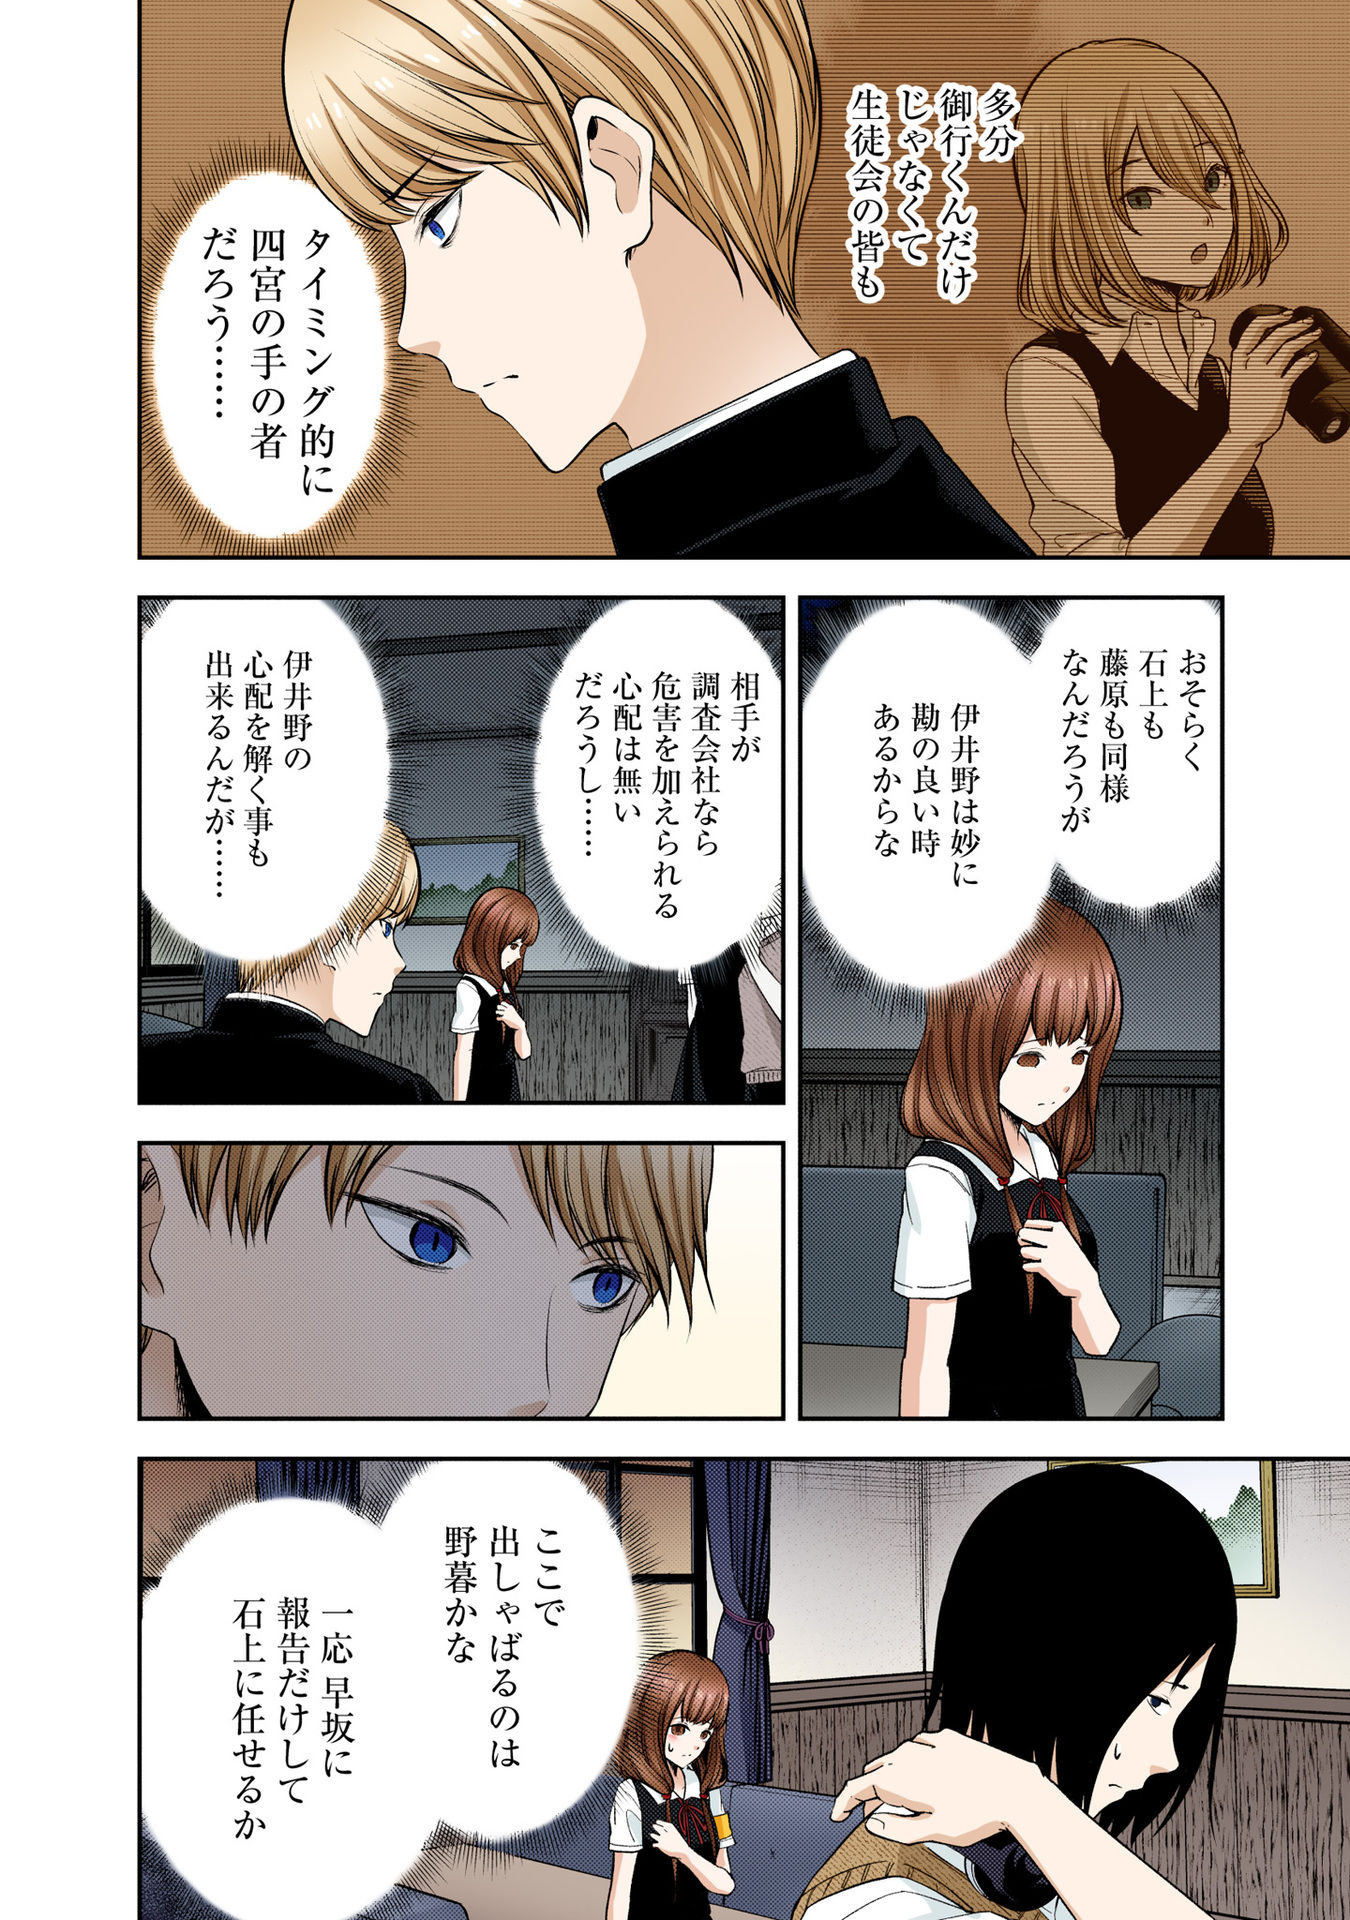 多分
御行くんだけ
じゃなくて
生徒会の皆も
タイミング的に
四宮の手の者
だろう……
おそらく
石上も
藤原も同様
なんだろうが
伊井野は妙に
勘の良い時
あるからな
相手が
調査会社なら
危害を加えられる
心配は無い
だろうし……
伊井野の
心配を解く事も
出来るんだが……
ここで
出しゃばるのは
野暮かな
一応 早坂に
報告だけして
石上に任せるか